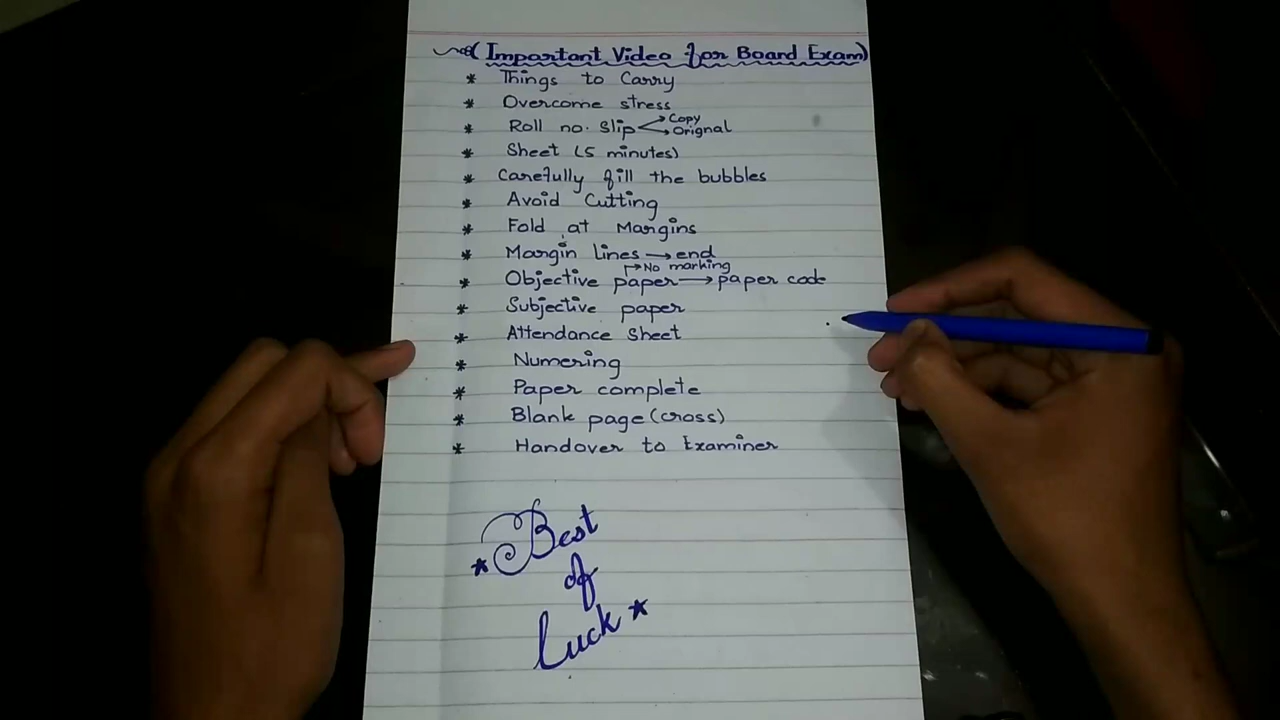 (Important Video for Board Exam)
* Things to Carry
* Overcome stress
* Roll no. Slip Copy
Orignal
* Sheet (5 minutes)
* Carefully fill the bubbles
* Avoid Cutting
* Fold at Margins
* Margin lines → end
→ No marking
* Objective paper → paper code
* Subjective paper
* Attendance Sheet
* Numering
* Paper complete
* Blank page (cross)
* Handover to Examiner
* Best
of
Luck *